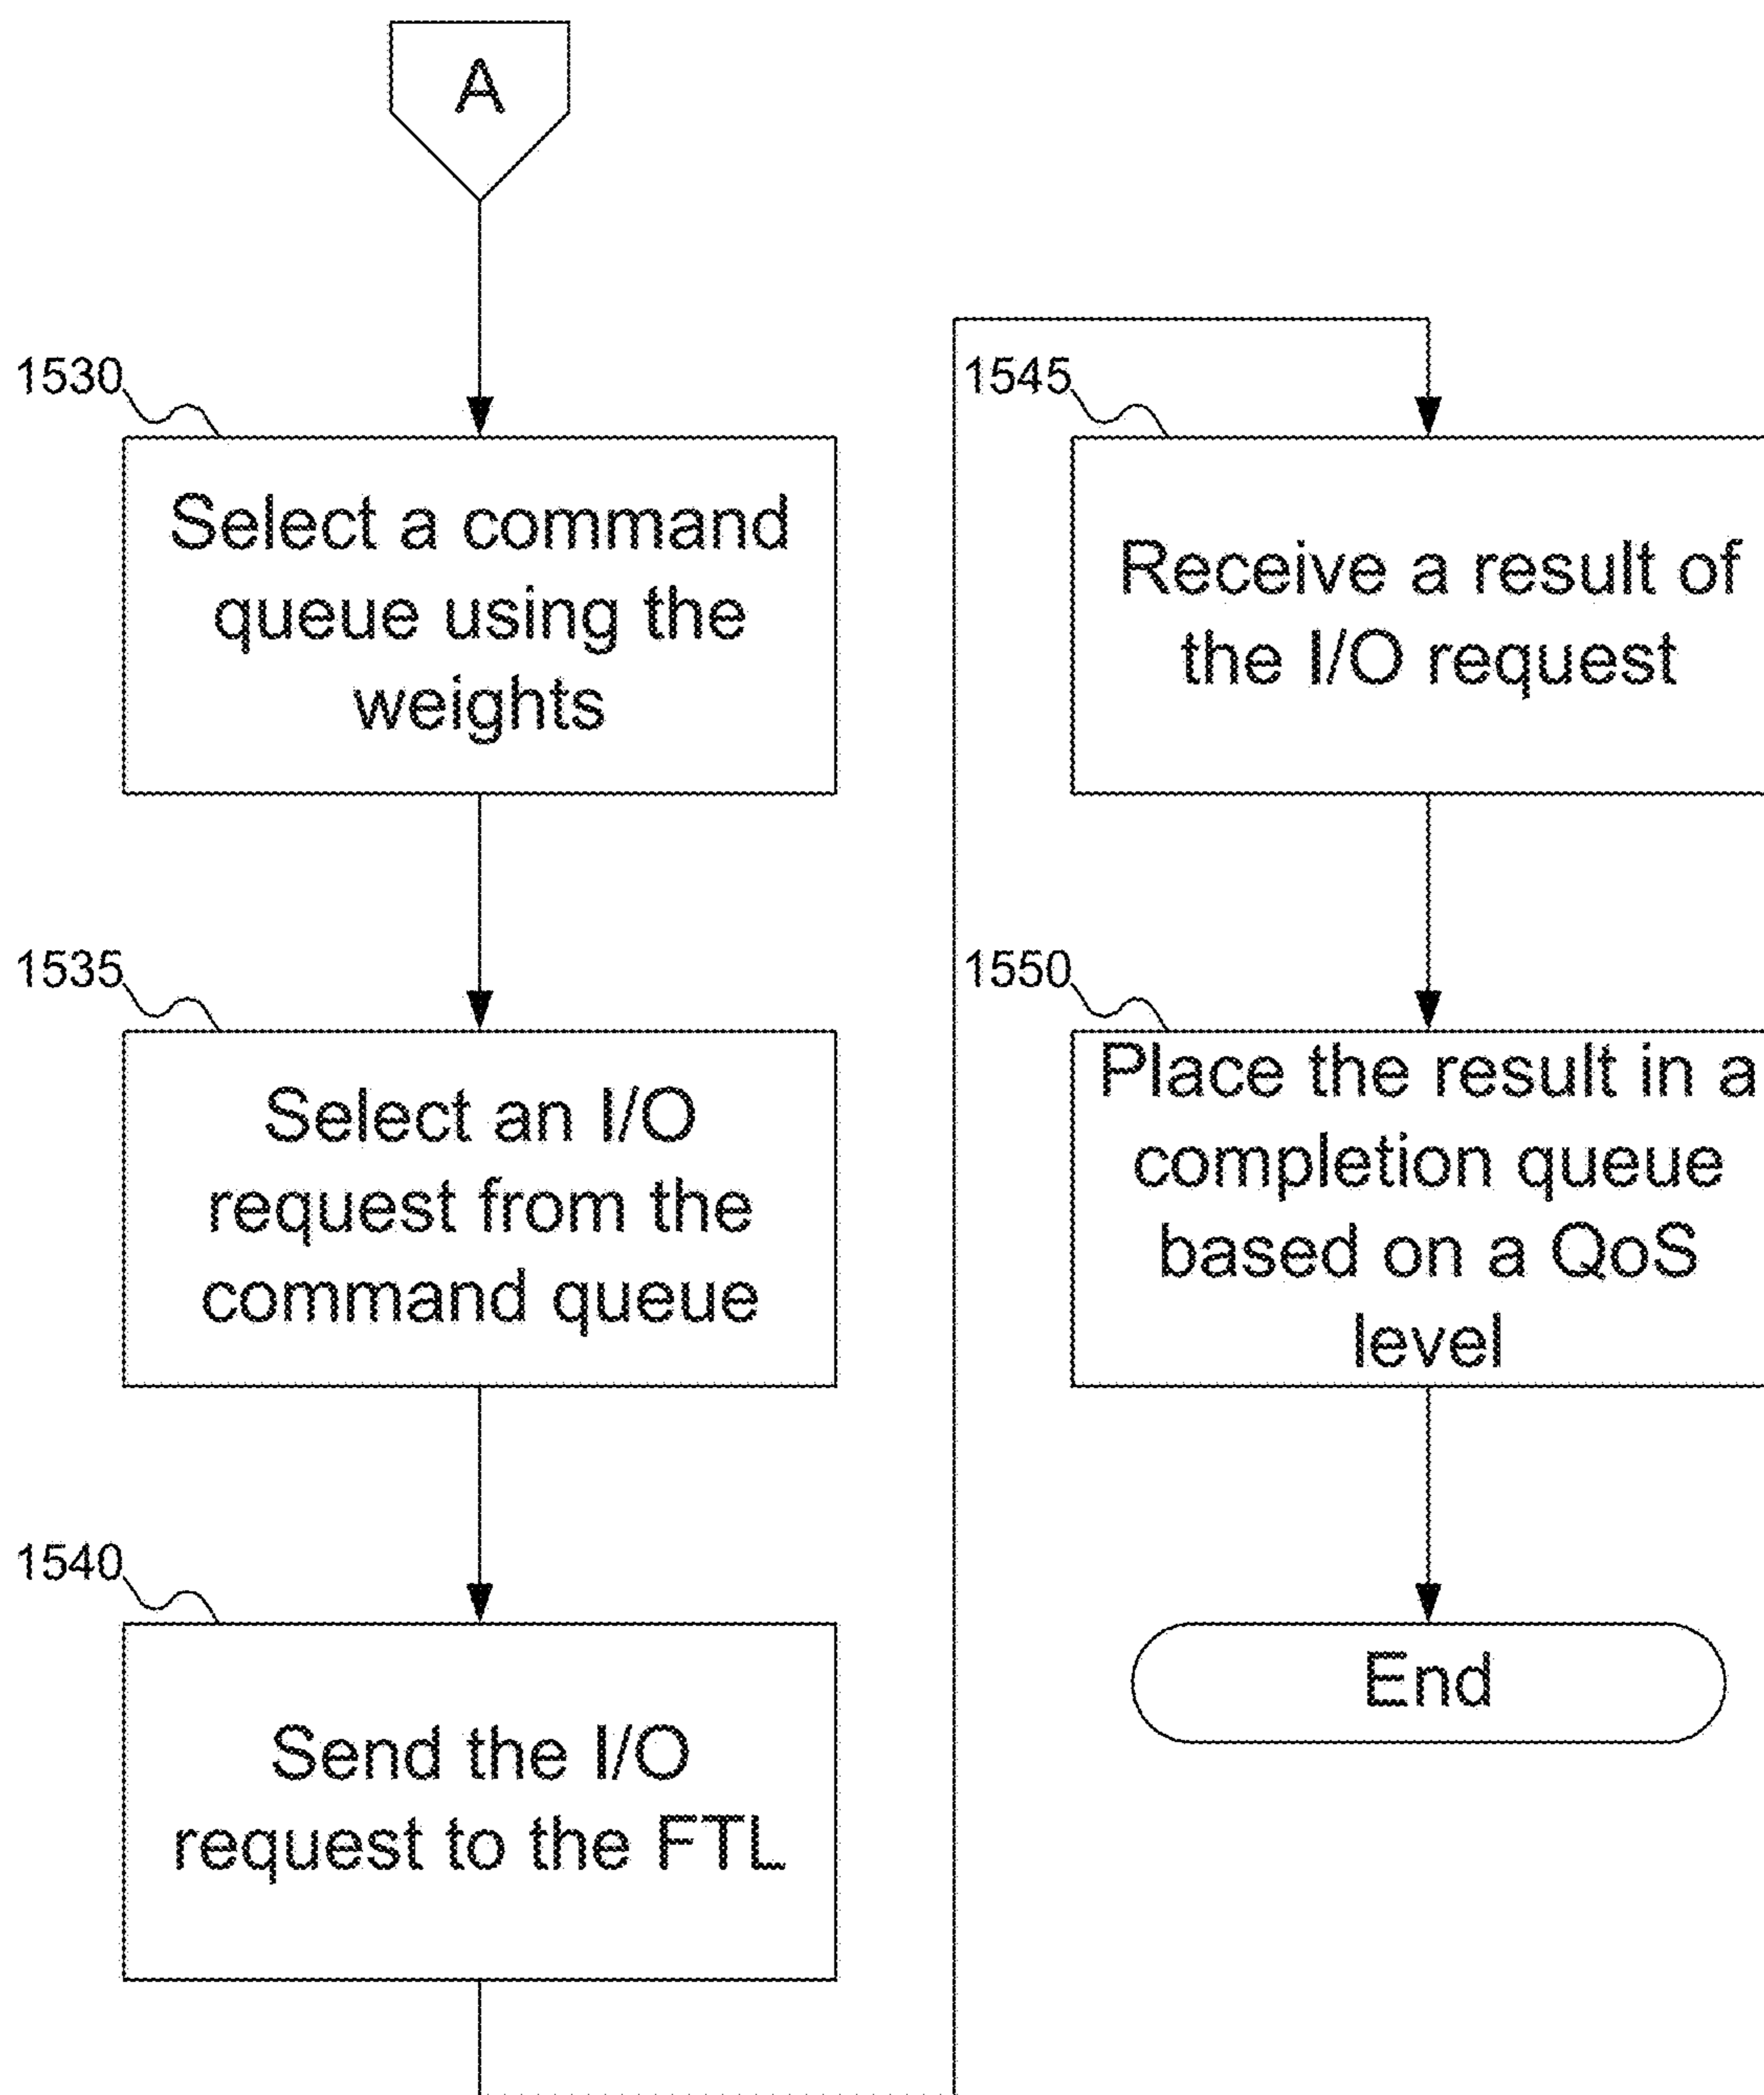 A
1530
Select a command
queue using the
weights
1535
Select an I/O
request from the
command queue
1540
Send the I/O
request to the FTL
1545
Receive a result of
the I/O request
1550
Place the result in a
completion queue
based on a QoS
level
End